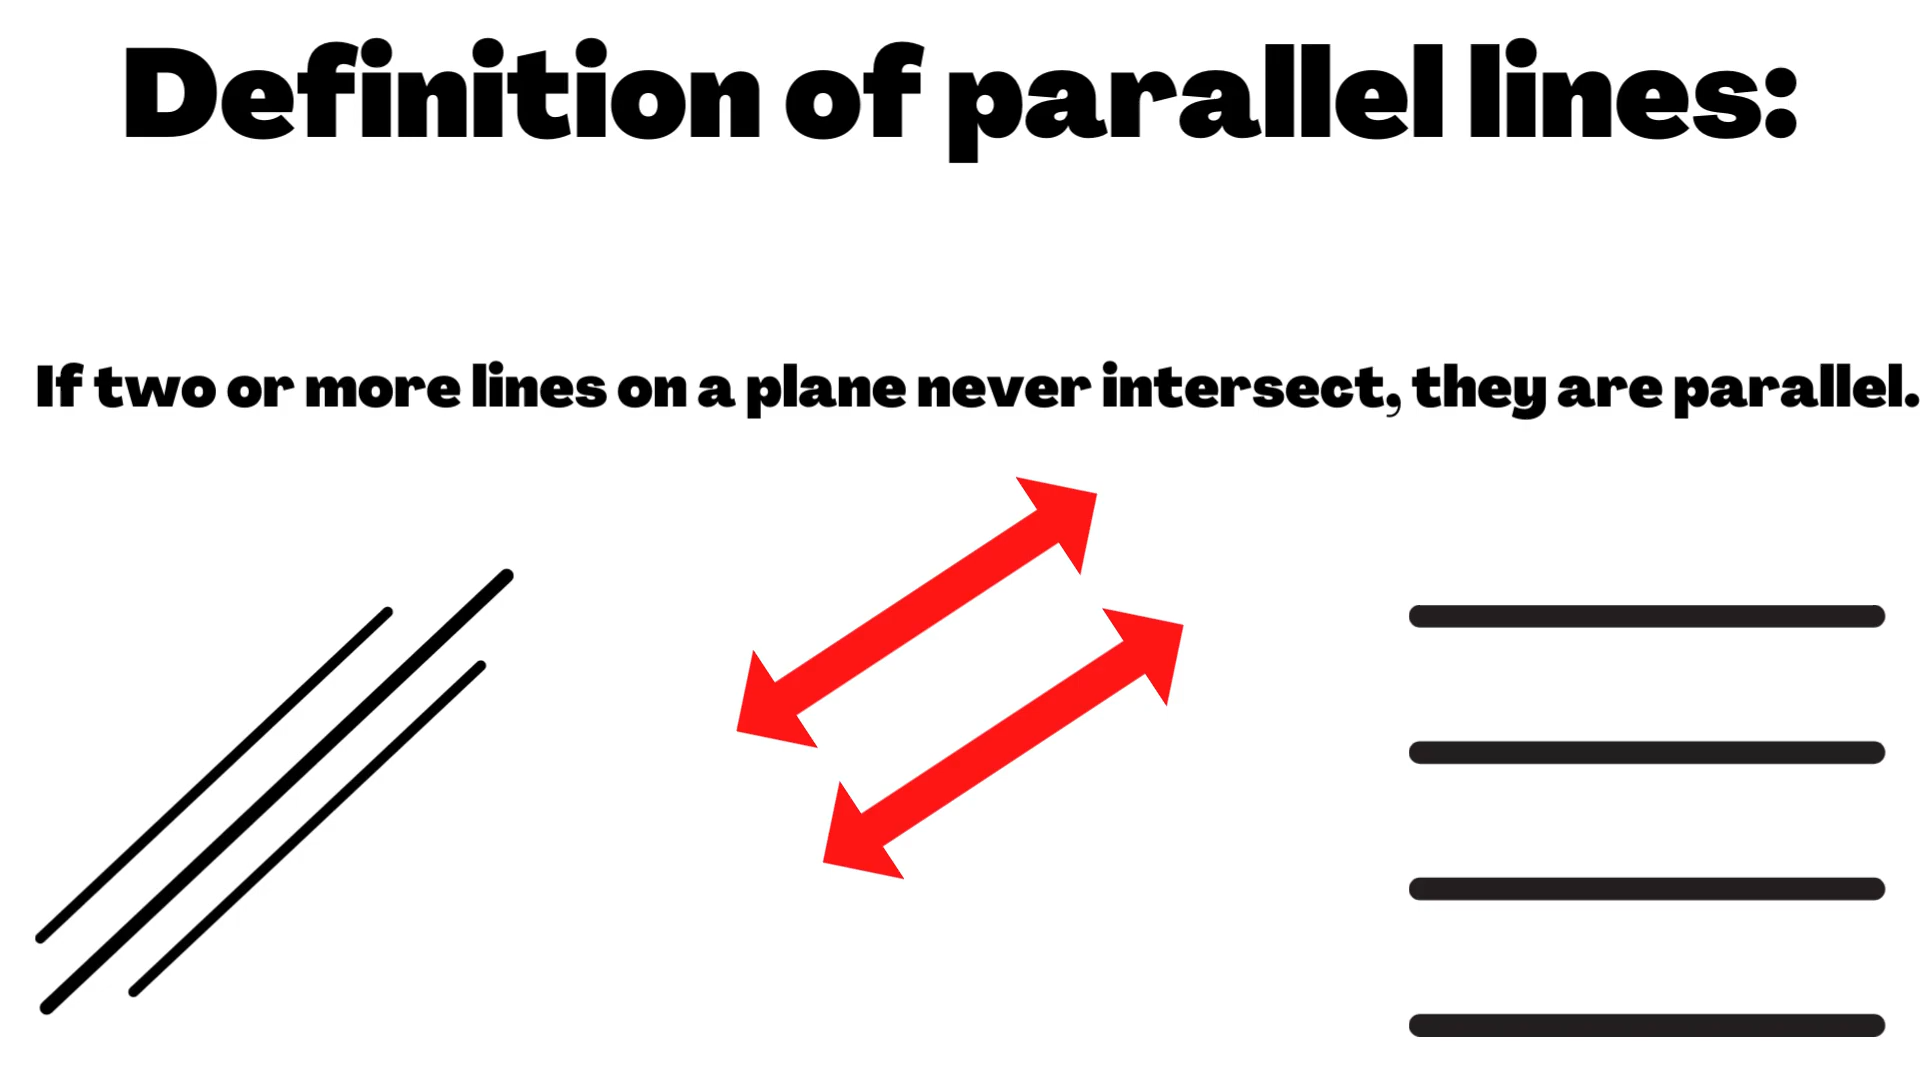 Definition of parallel lines:
If two or more lines on a plane never intersect, they are parallel.